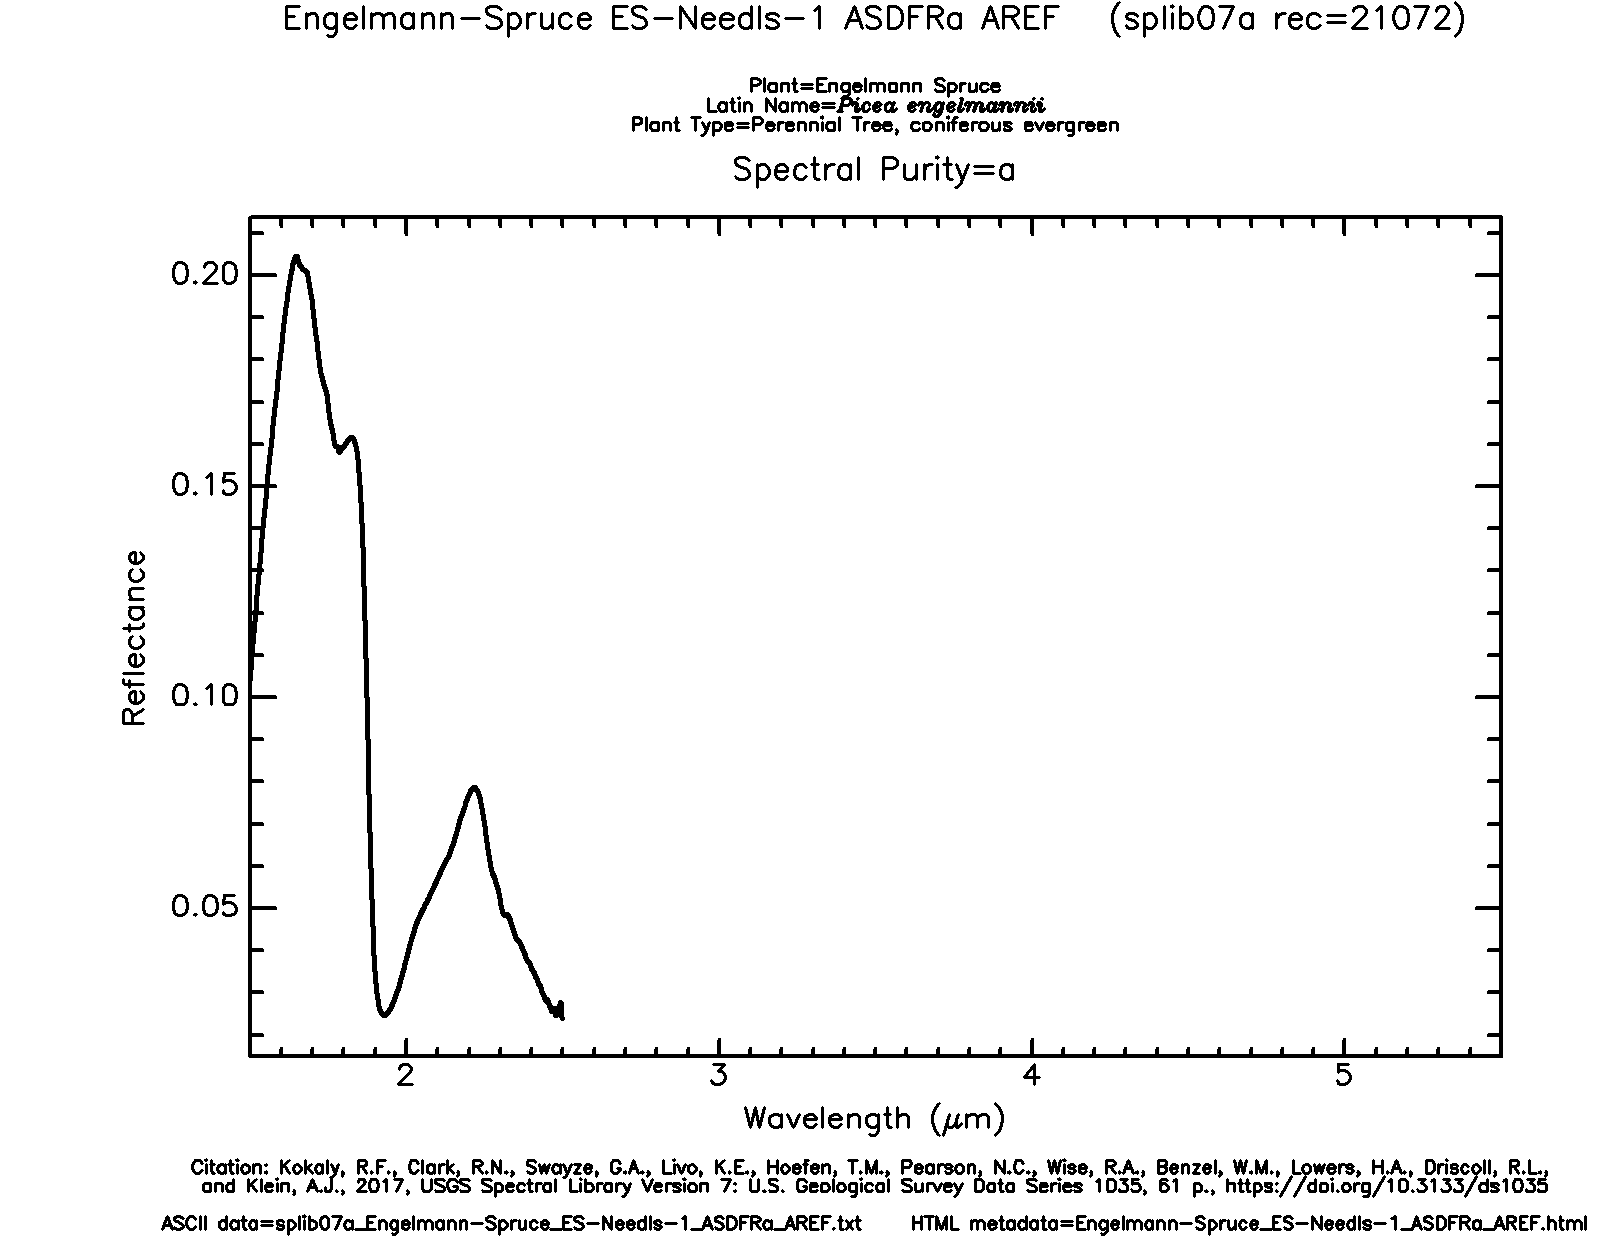 Engelmann-Spruce ES-Needls-1 ASDFRa AREF (splib07a rec=21072)
Plant=Engelmann Spruce
Latin Name=Picea engelmannii
Plant Type=Perennial Tree, coniferous evergreen
Spectral Purity=a
0.20
0.15
0.10
0.05
Reflectance
2 3 4 5
Wavelength (μm)
Citation: Kokaly, R.F., Clark, R.N., Swayze, G.A., Livo, K.E., Hoefen, T.M., Pearson, N.C., Wise, R.A., Benzel, W.M., Lowers, H.A., Driscoll, R.L.,
and Klein, A.J., 2017, USGS Spectral Library Version 7: U.S. Geological Survey Data Series 1035, 61 p., https://doi.org/10.3133/ds1035
ASCII data=splib07a_Engelmann-Spruce_ES-Needls-1_ASDFRa_AREF.txt HTML metadata=Engelmann-Spruce_ES-Needls-1_ASDFRa_AREF.html